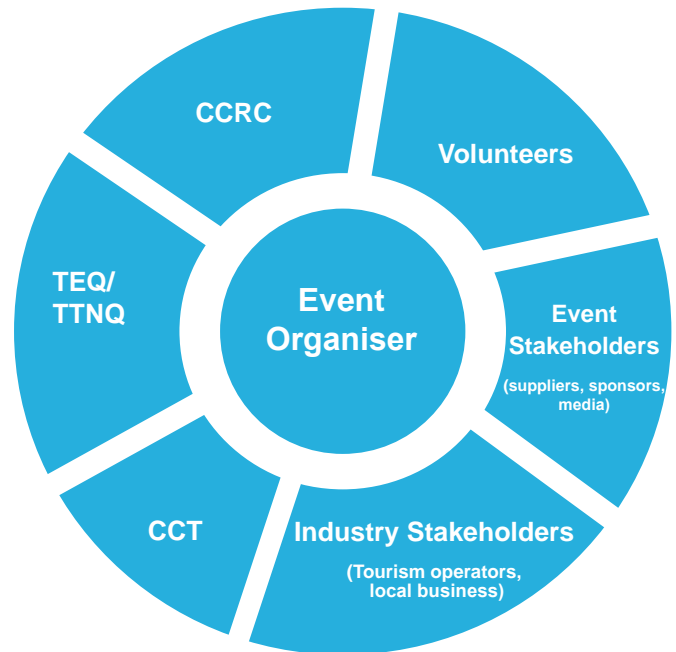 CCRC
Volunteers
TEQ/
TTNQ
Event
Organiser
Event
Stakeholders
(suppliers, sponsors,
media)
CCT
Industry Stakeholders
(Tourism operators,
local business)